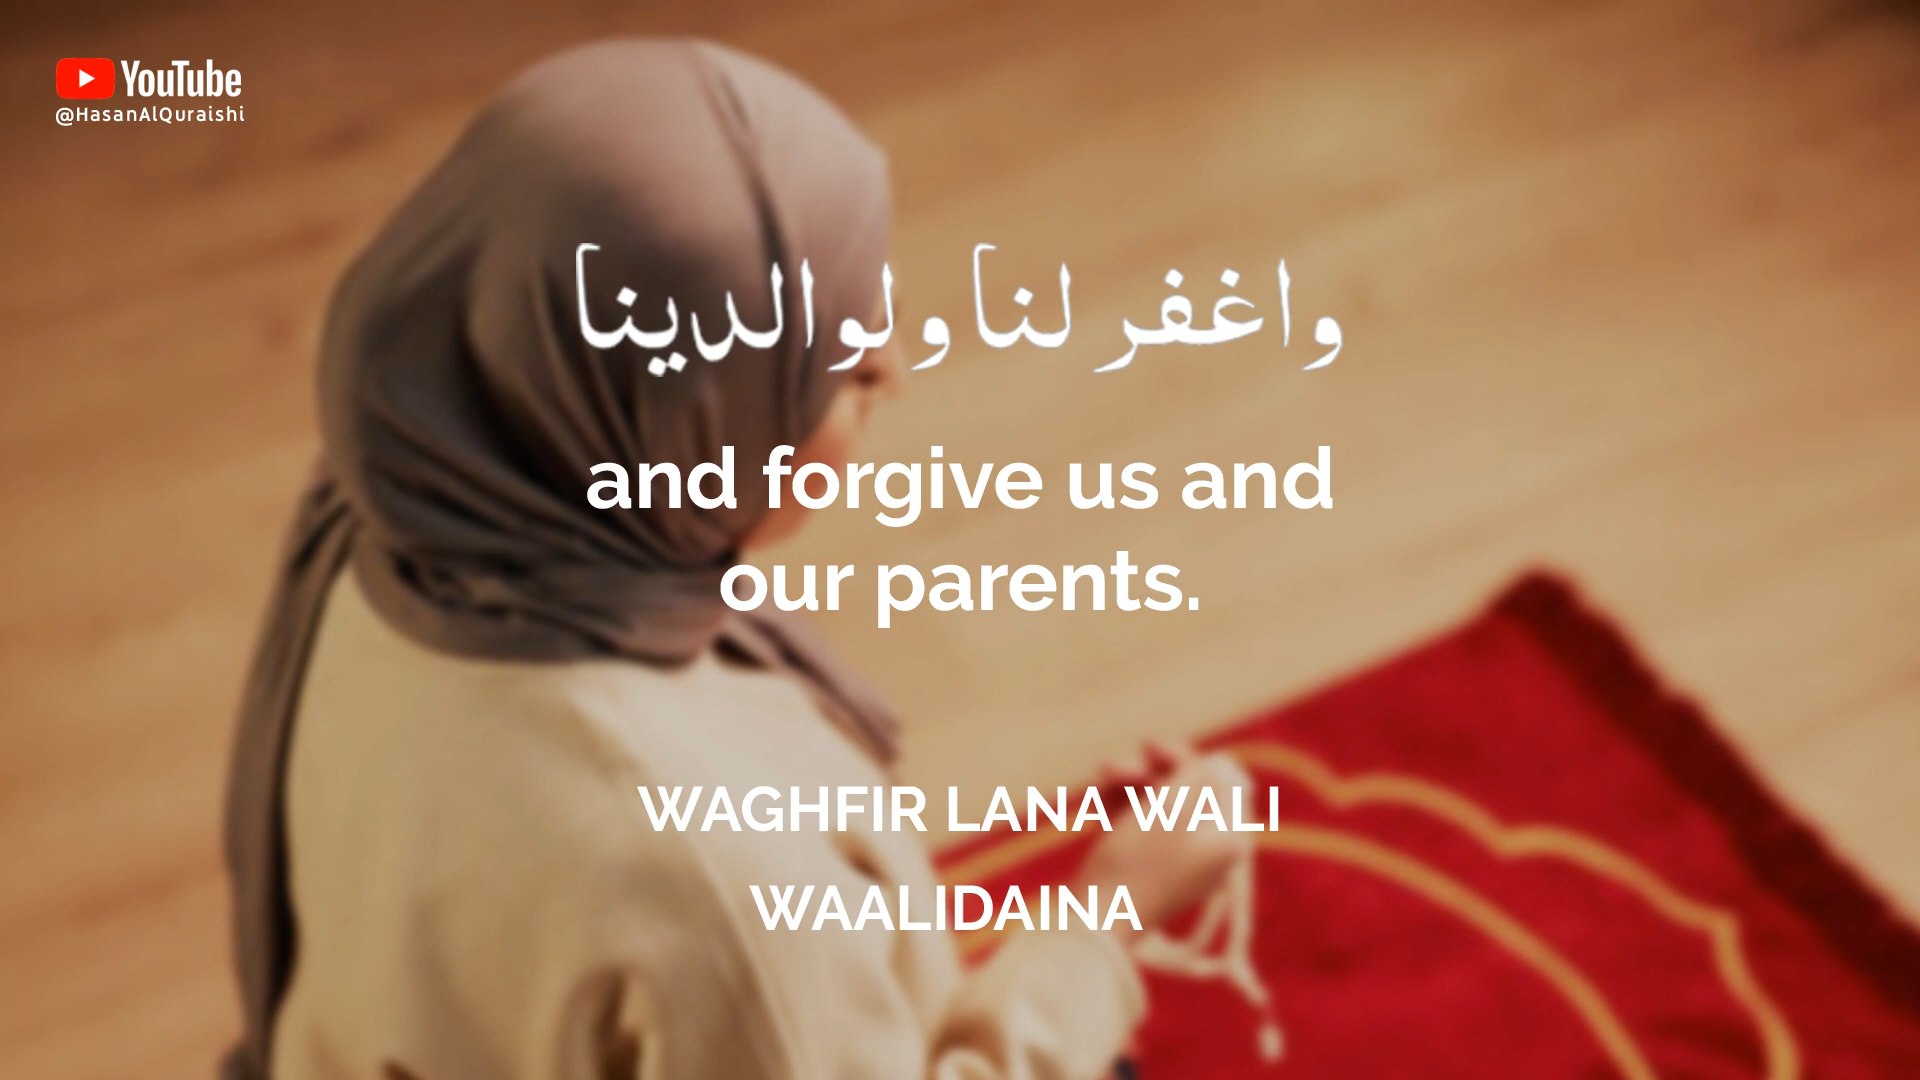 YouTube
@HasanAlQuraishi
واغفر لنا ولوالدينا
and forgive us and
our parents.
WAGHFIR LANA WALI
WAALIDAINA